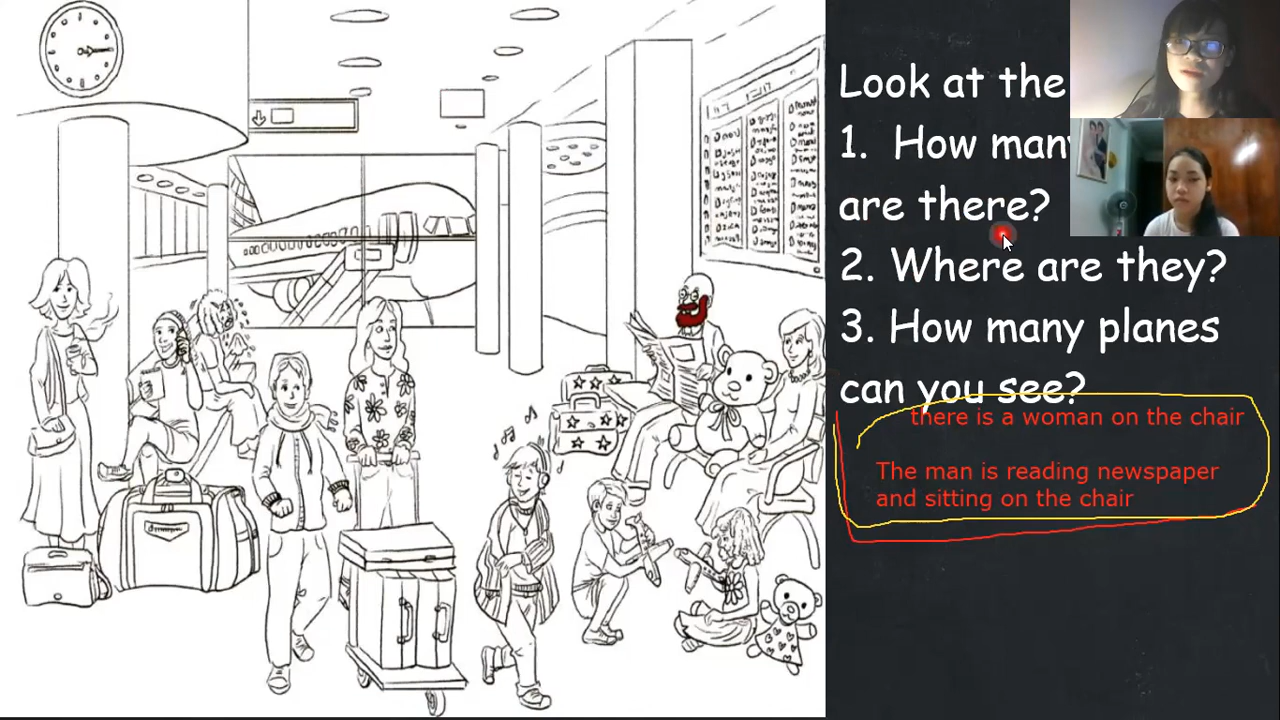 Look at the
1. How many
are there?
2. Where are they?
3. How many planes
can you see?
there is a woman on the chair
The man is reading newspaper
and sitting on the chair